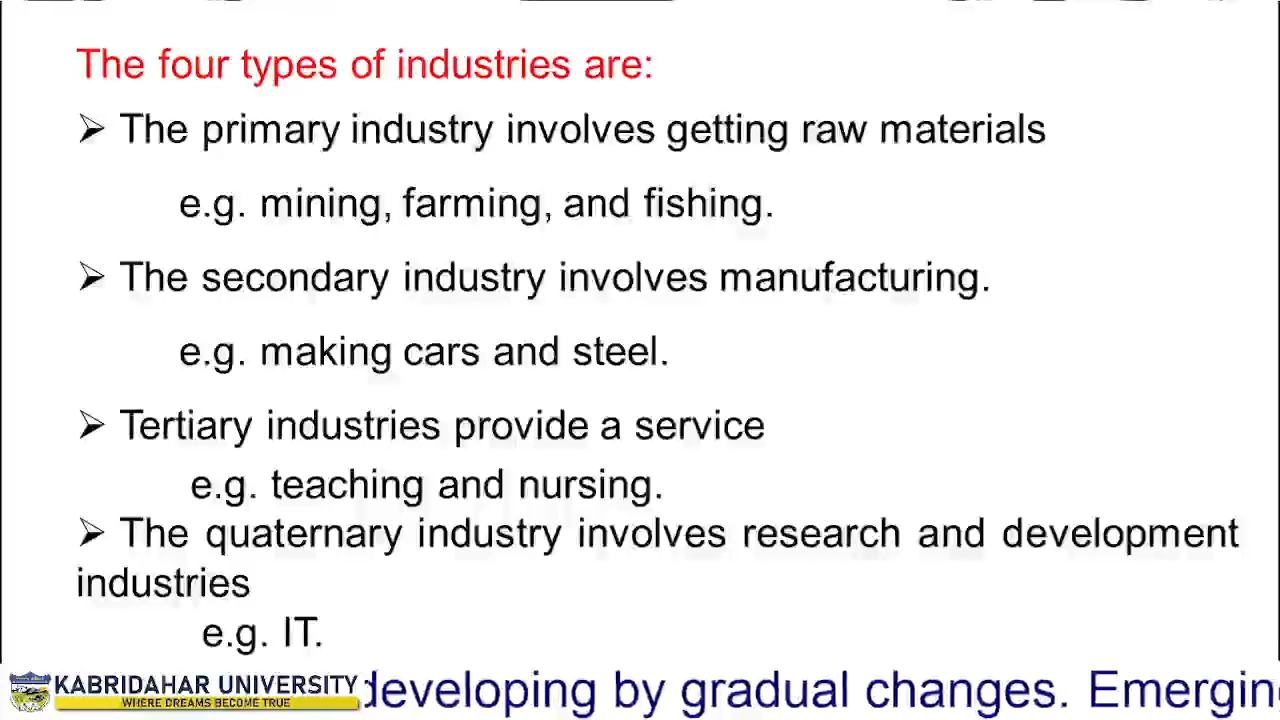 The four types of industries are:
➢ The primary industry involves getting raw materials
e.g. mining, farming, and fishing.
➢ The secondary industry involves manufacturing.
e.g. making cars and steel.
➢ Tertiary industries provide a service
e.g. teaching and nursing.
➢ The quaternary industry involves research and development
industries
e.g. IT.
KABRIDAHAR UNIVERSITY
WHERE DREAMS BECOME TRUE
developing by gradual changes. Emergin